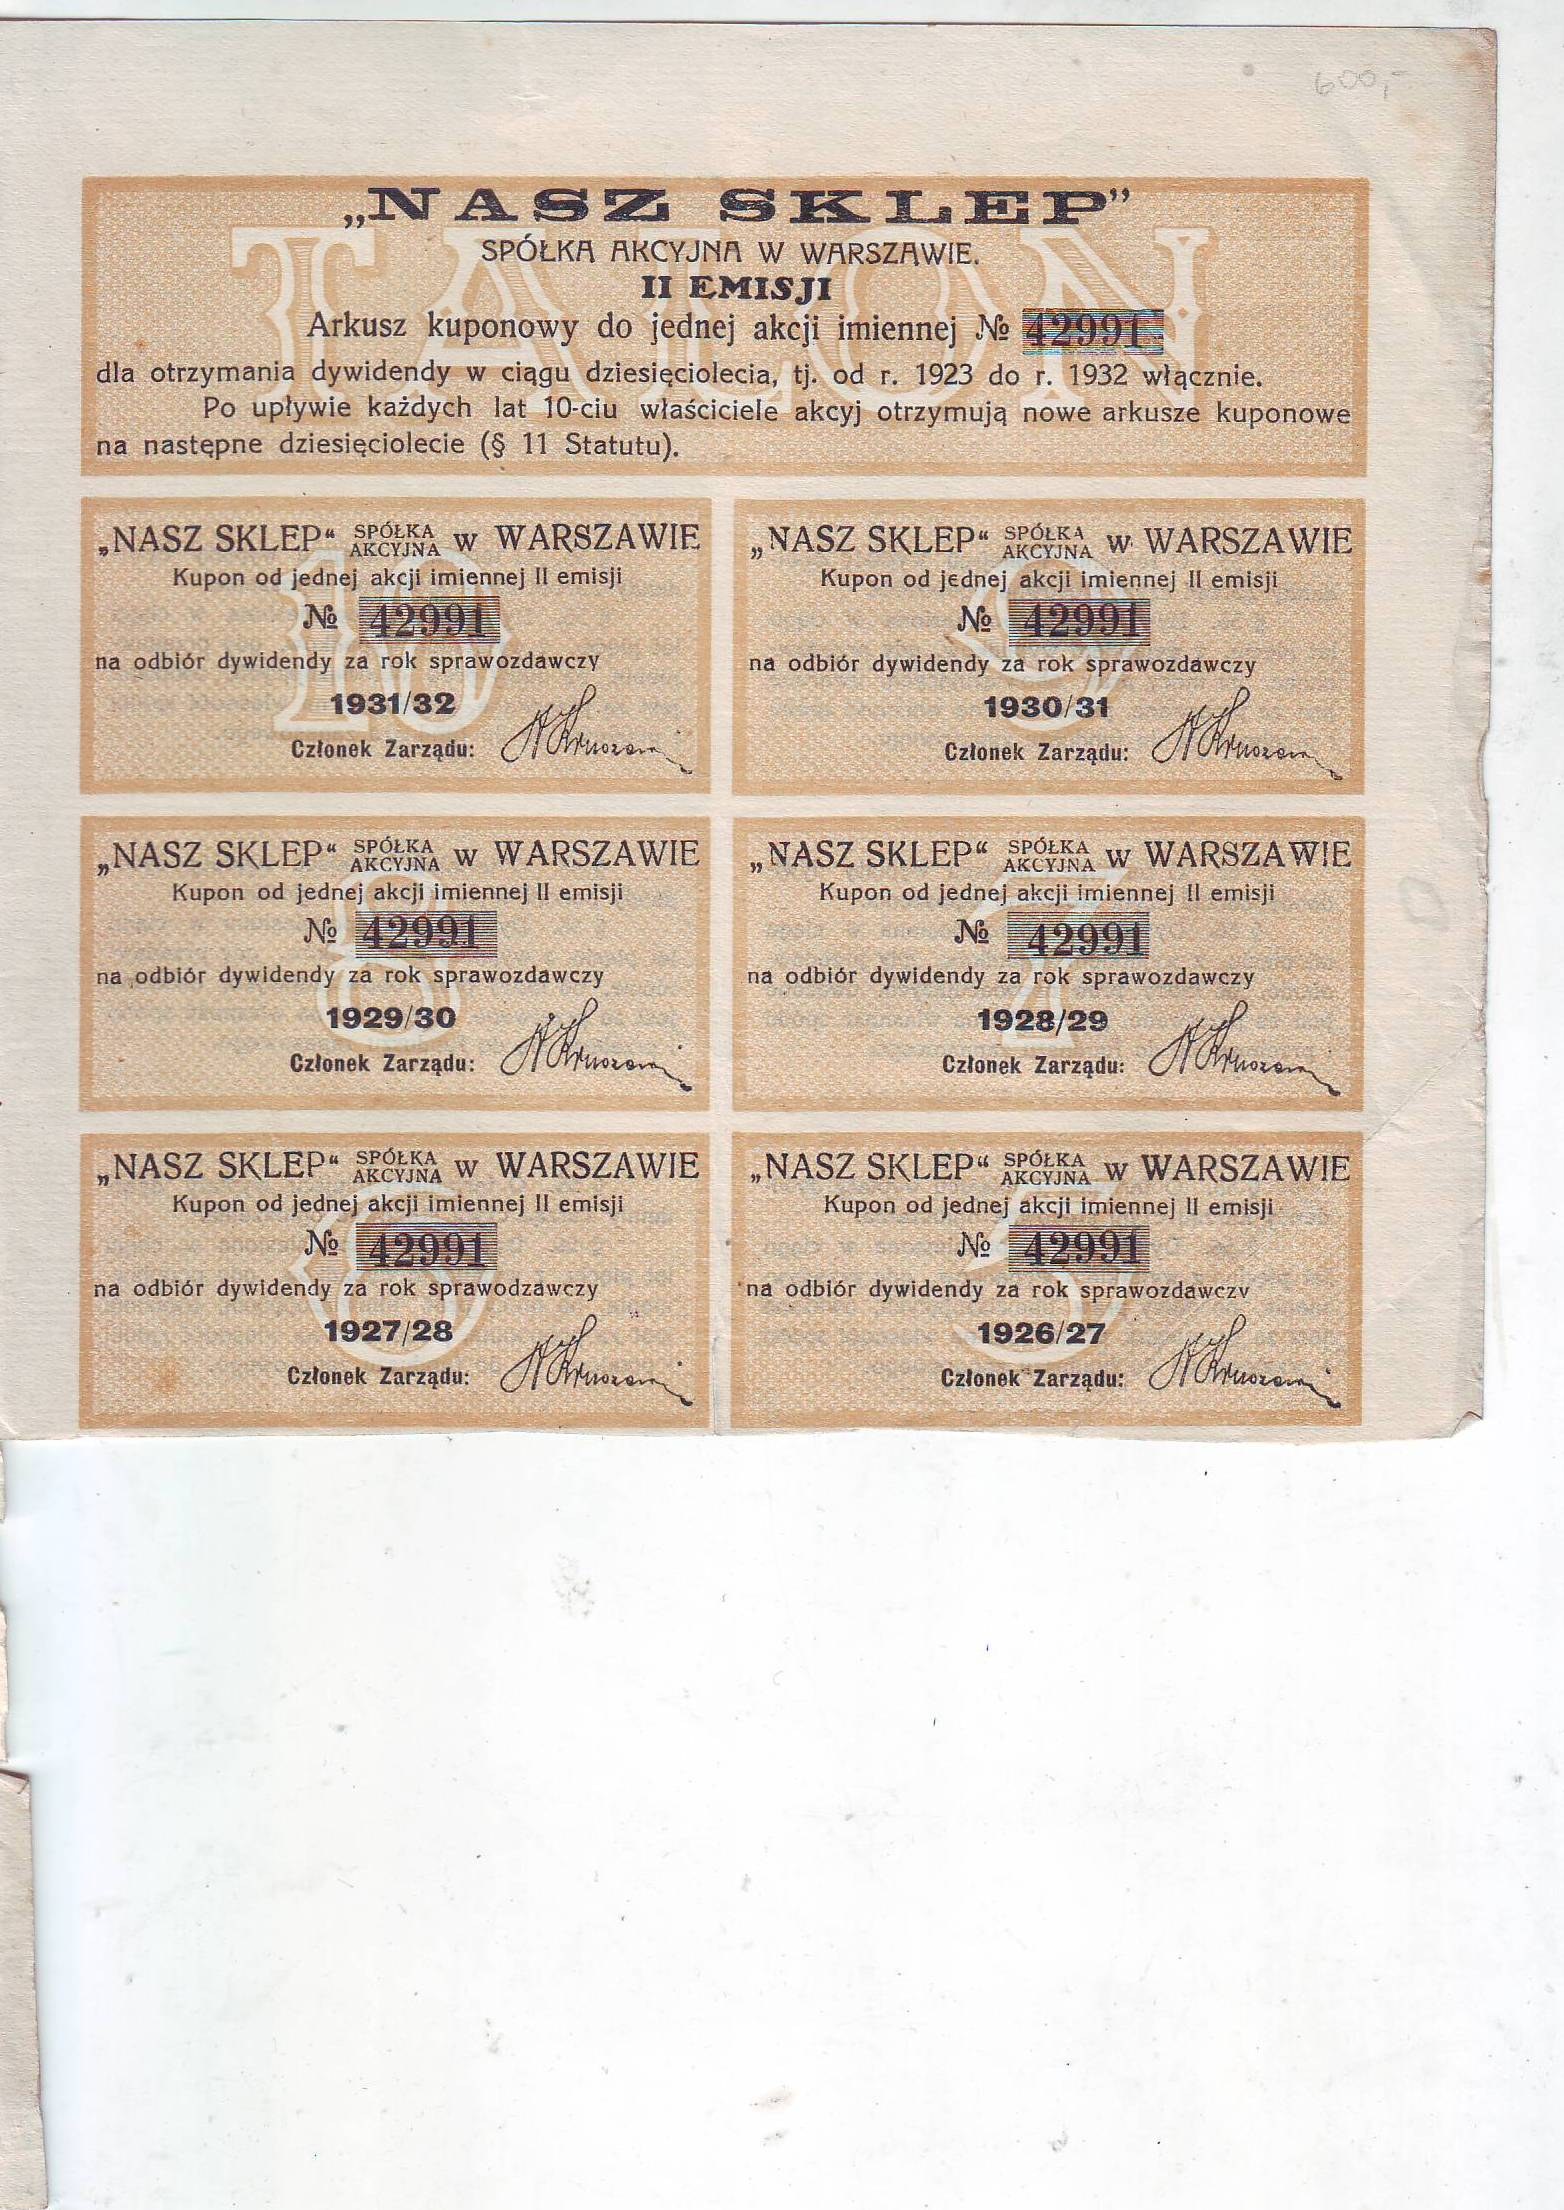 600,-
„NASZ SKLEP”
TALON
SPÓŁKA AKCYJNA W WARSZAWIE.
II EMISJI
Arkusz kuponowy do jednej akcji imiennej № 42991
dla otrzymania dywidendy w ciągu dziesięciolecia, tj. od r. 1923 do r. 1932 włącznie.
Po upływie każdych lat 10-ciu właściciele akcyj otrzymują nowe arkusze kuponowe
na następne dziesięciolecie (§ 11 Statutu).
„NASZ SKLEP“ SPÓŁKA AKCYJNA W WARSZAWIE
Kupon od jednej akcji imiennej II emisji
10
№ 42991
na odbiór dywidendy za rok sprawozdawczy
1931/32
Członek Zarządu:
„NASZ SKLEP“ SPÓŁKA AKCYJNA W WARSZAWIE
Kupon od jednej akcji imiennej II emisji
9
№ 42991
na odbiór dywidendy za rok sprawozdawczy
1930/31
Członek Zarządu:
„NASZ SKLEP“ SPÓŁKA AKCYJNA W WARSZAWIE
Kupon od jednej akcji imiennej II emisji
8
№ 42991
na odbiór dywidendy za rok sprawozdawczy
1929/30
Członek Zarządu:
„NASZ SKLEP“ SPÓŁKA AKCYJNA W WARSZAWIE
Kupon od jednej akcji imiennej II emisji
7
№ 42991
na odbiór dywidendy za rok sprawozdawczy
1928/29
Członek Zarządu:
„NASZ SKLEP“ SPÓŁKA AKCYJNA W WARSZAWIE
Kupon od jednej akcji imiennej II emisji
6
№ 42991
na odbiór dywidendy za rok sprawodzawczy
1927/28
Członek Zarządu:
„NASZ SKLEP“ SPÓŁKA AKCYJNA W WARSZAWIE
Kupon od jednej akcji imiennej II emisji
5
№ 42991
na odbiór dywidendy za rok sprawozdawczy
1926/27
Członek Zarządu: